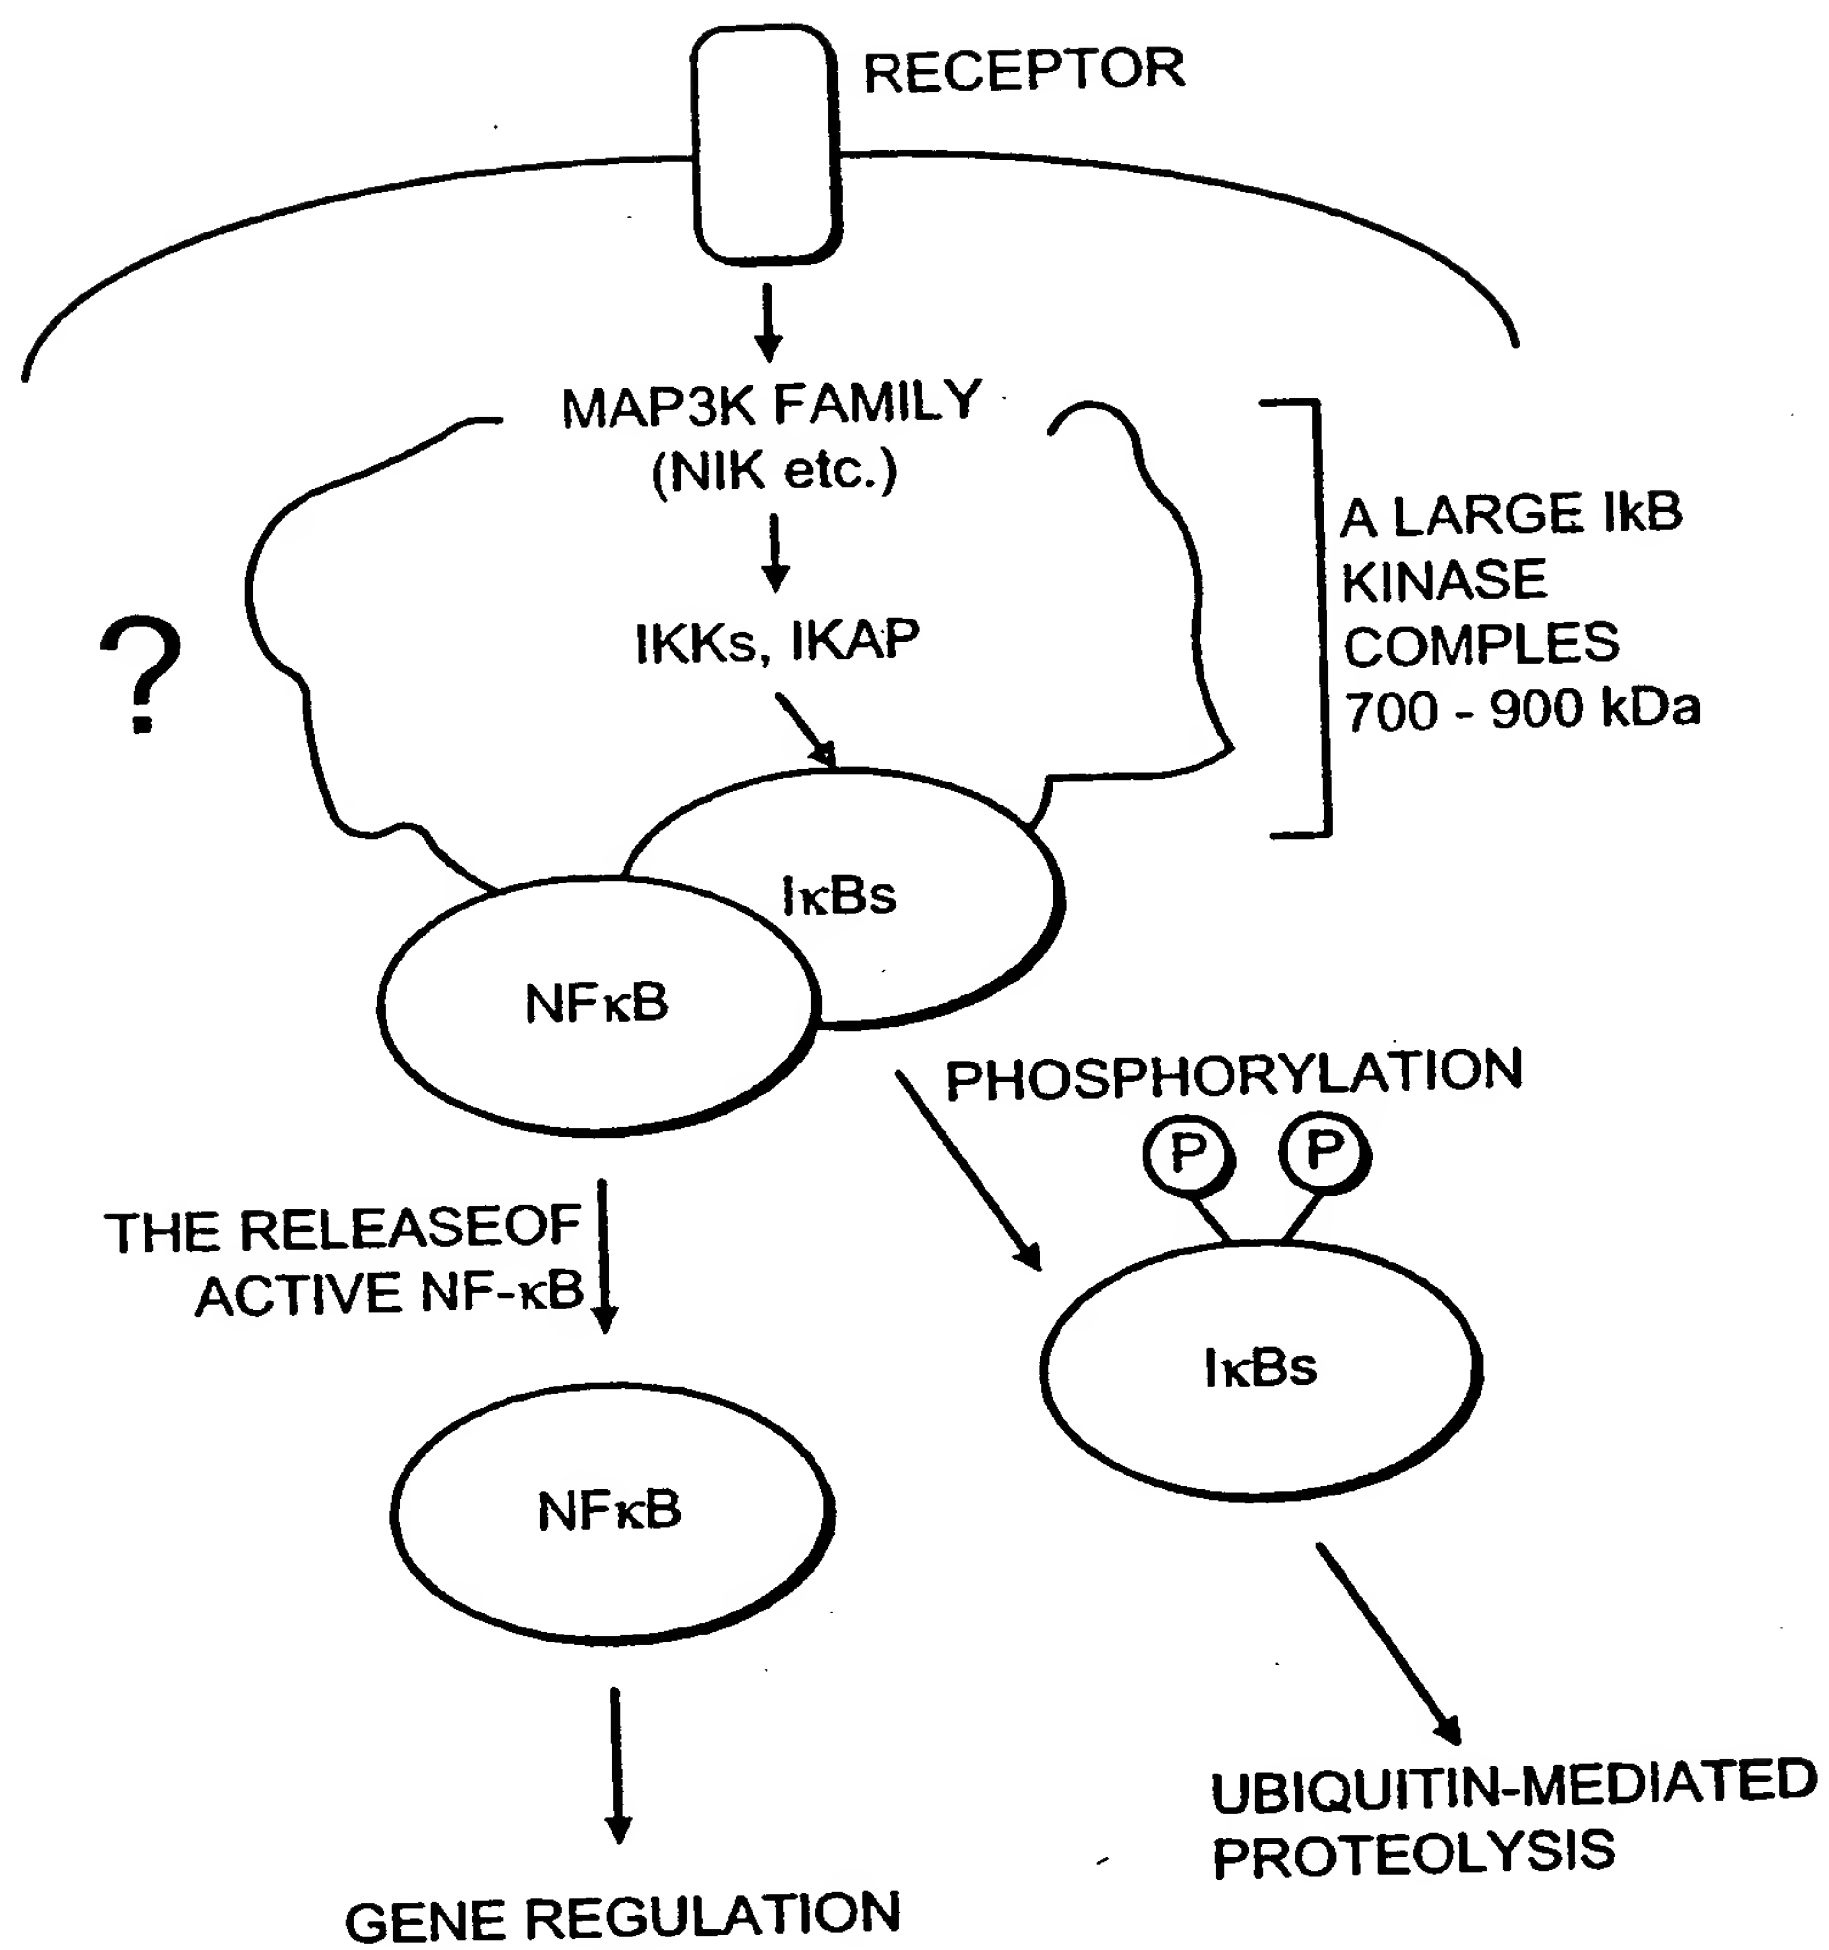 RECEPTOR
MAP3K FAMILY
(NIK etc.)
A LARGE IkB
KINASE
COMPLES
700 - 900 kDa
IKKs, IKAP
?
IκBs
NFκB
PHOSPHORYLATION
P P
THE RELEASEOF
ACTIVE NF-κB
IκBs
NFκB
UBIQUITIN-MEDIATED
PROTEOLYSIS
GENE REGULATION